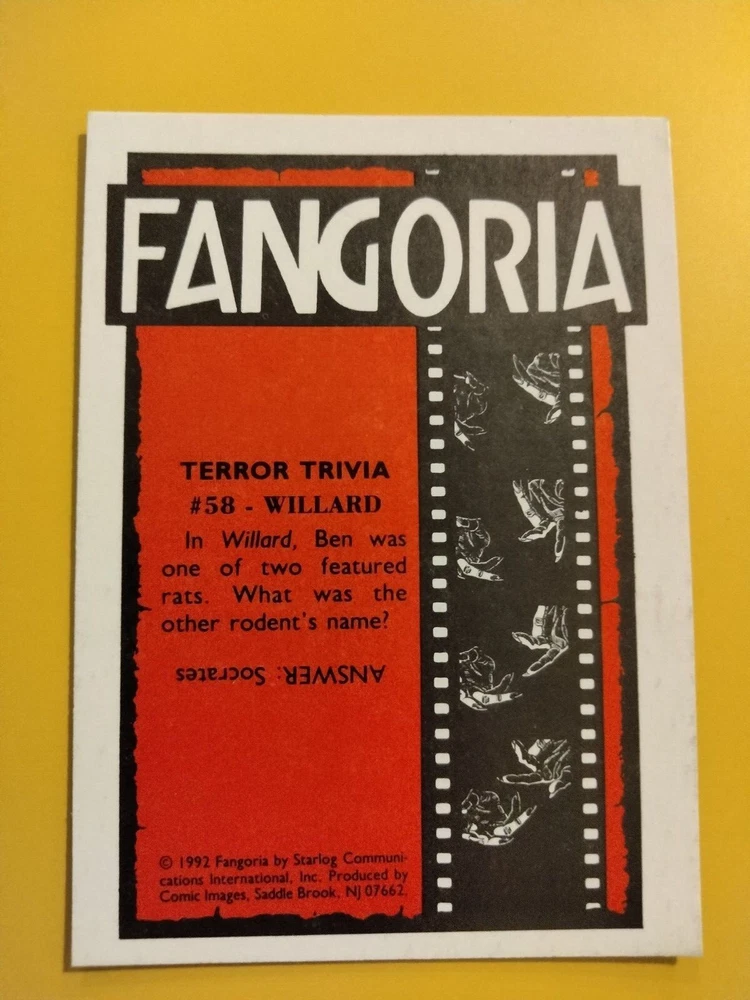 FANGORIA
TERROR TRIVIA
#58 - WILLARD
In Willard, Ben was
one of two featured
rats. What was the
other rodent's name?
ANSWER: Socrates
© 1992 Fangoria by Starlog Communi-
cations International, Inc. Produced by
Comic Images, Saddle Brook, NJ 07662.